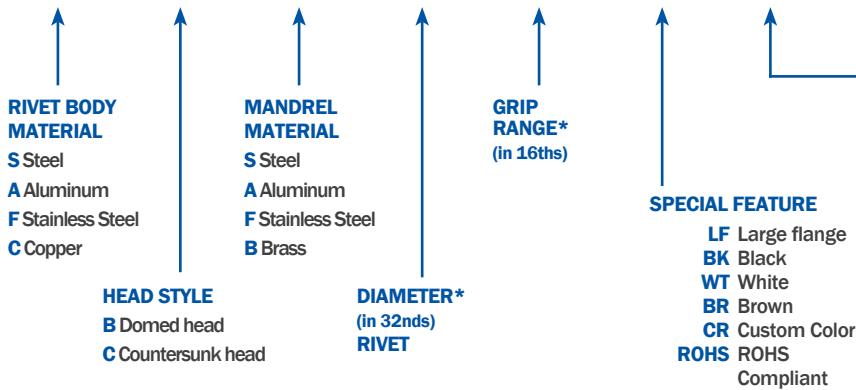 RIVET BODY
MATERIAL
S Steel
A Aluminum
F Stainless Steel
C Copper
HEAD STYLE
B Domed head
C Countersunk head
MANDREL
MATERIAL
S Steel
A Aluminum
F Stainless Steel
B Brass
DIAMETER*
(in 32nds)
RIVET
GRIP
RANGE*
(in 16ths)
SPECIAL FEATURE
LF Large flange
BK Black
WT White
BR Brown
CR Custom Color
ROHS ROHS
Compliant